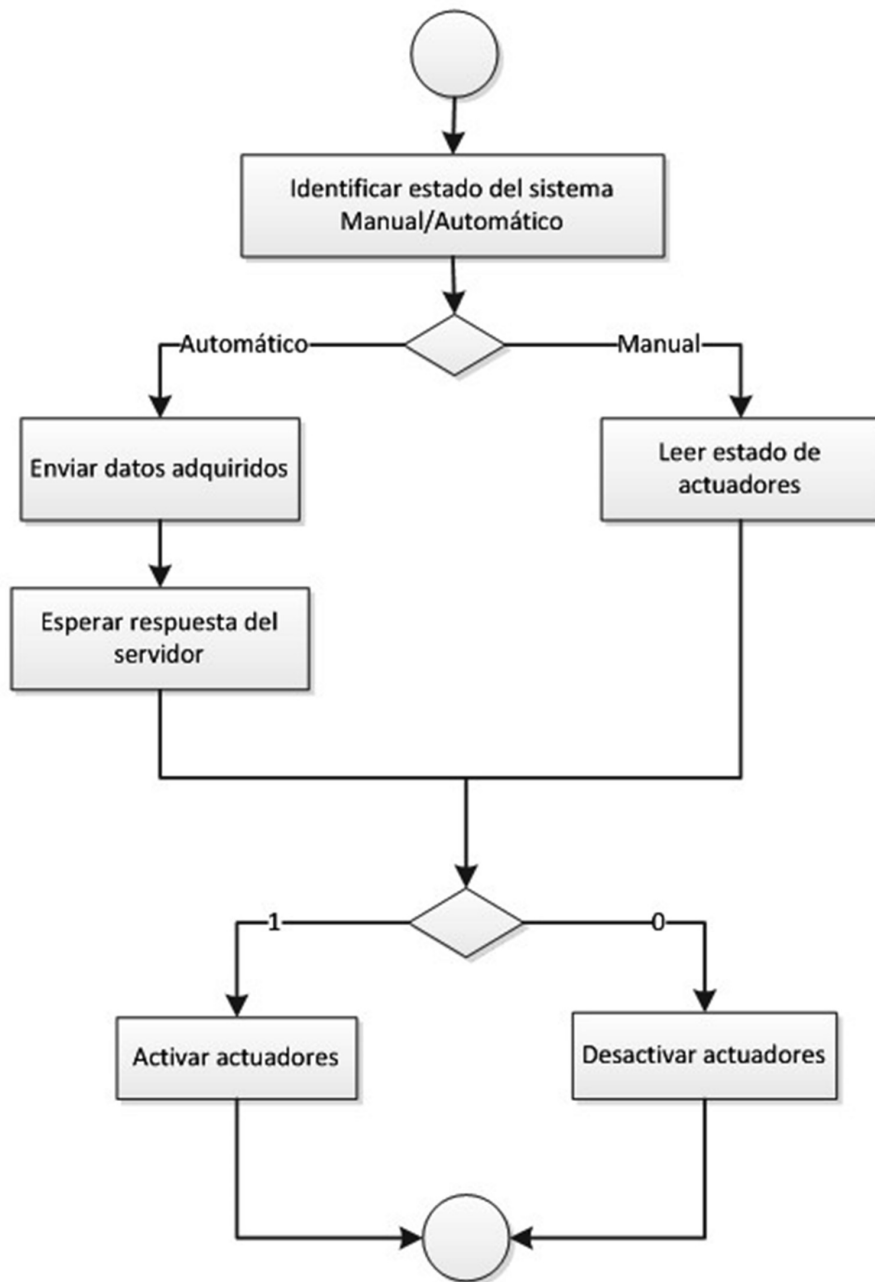 Identificar estado del sistema
Manual/Automático
Automático
Manual
Enviar datos adquiridos
Leer estado de
actuadores
Esperar respuesta del
servidor
1
0
Activar actuadores
Desactivar actuadores